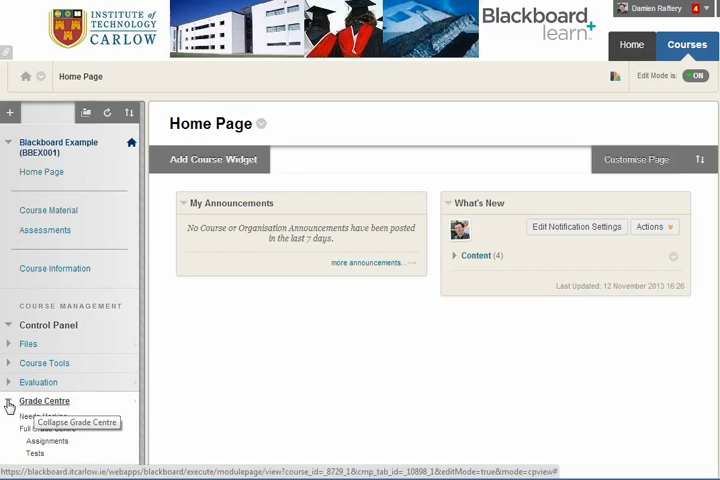 INSTITUTE of
TECHNOLOGY
CARLOW
Blackboard
learn+
Damien Raftery
4
Home
Courses
Home Page
Edit Mode is:
ON
Home Page
Blackboard Example
(BBEX001)
Home Page
Course Material
Assessments
Course Information
COURSE MANAGEMENT
Control Panel
Files
Course Tools
Evaluation
Grade Centre
Needs Marking
Collapse Grade Centre
Full Grade Centre
Assignments
Tests
Add Course Widget
Customise Page
My Announcements
No Course or Organisation Announcements have been posted
in the last 7 days.
more announcements...
What's New
Edit Notification Settings
Actions
Content (4)
Last Updated: 12 November 2013 16:26
https://blackboard.itcarlow.ie/webapps/blackboard/execute/modulepage/view?course_id=_8729_1&cmp_tab_id=_10898_1&editMode=true&mode=cpview#